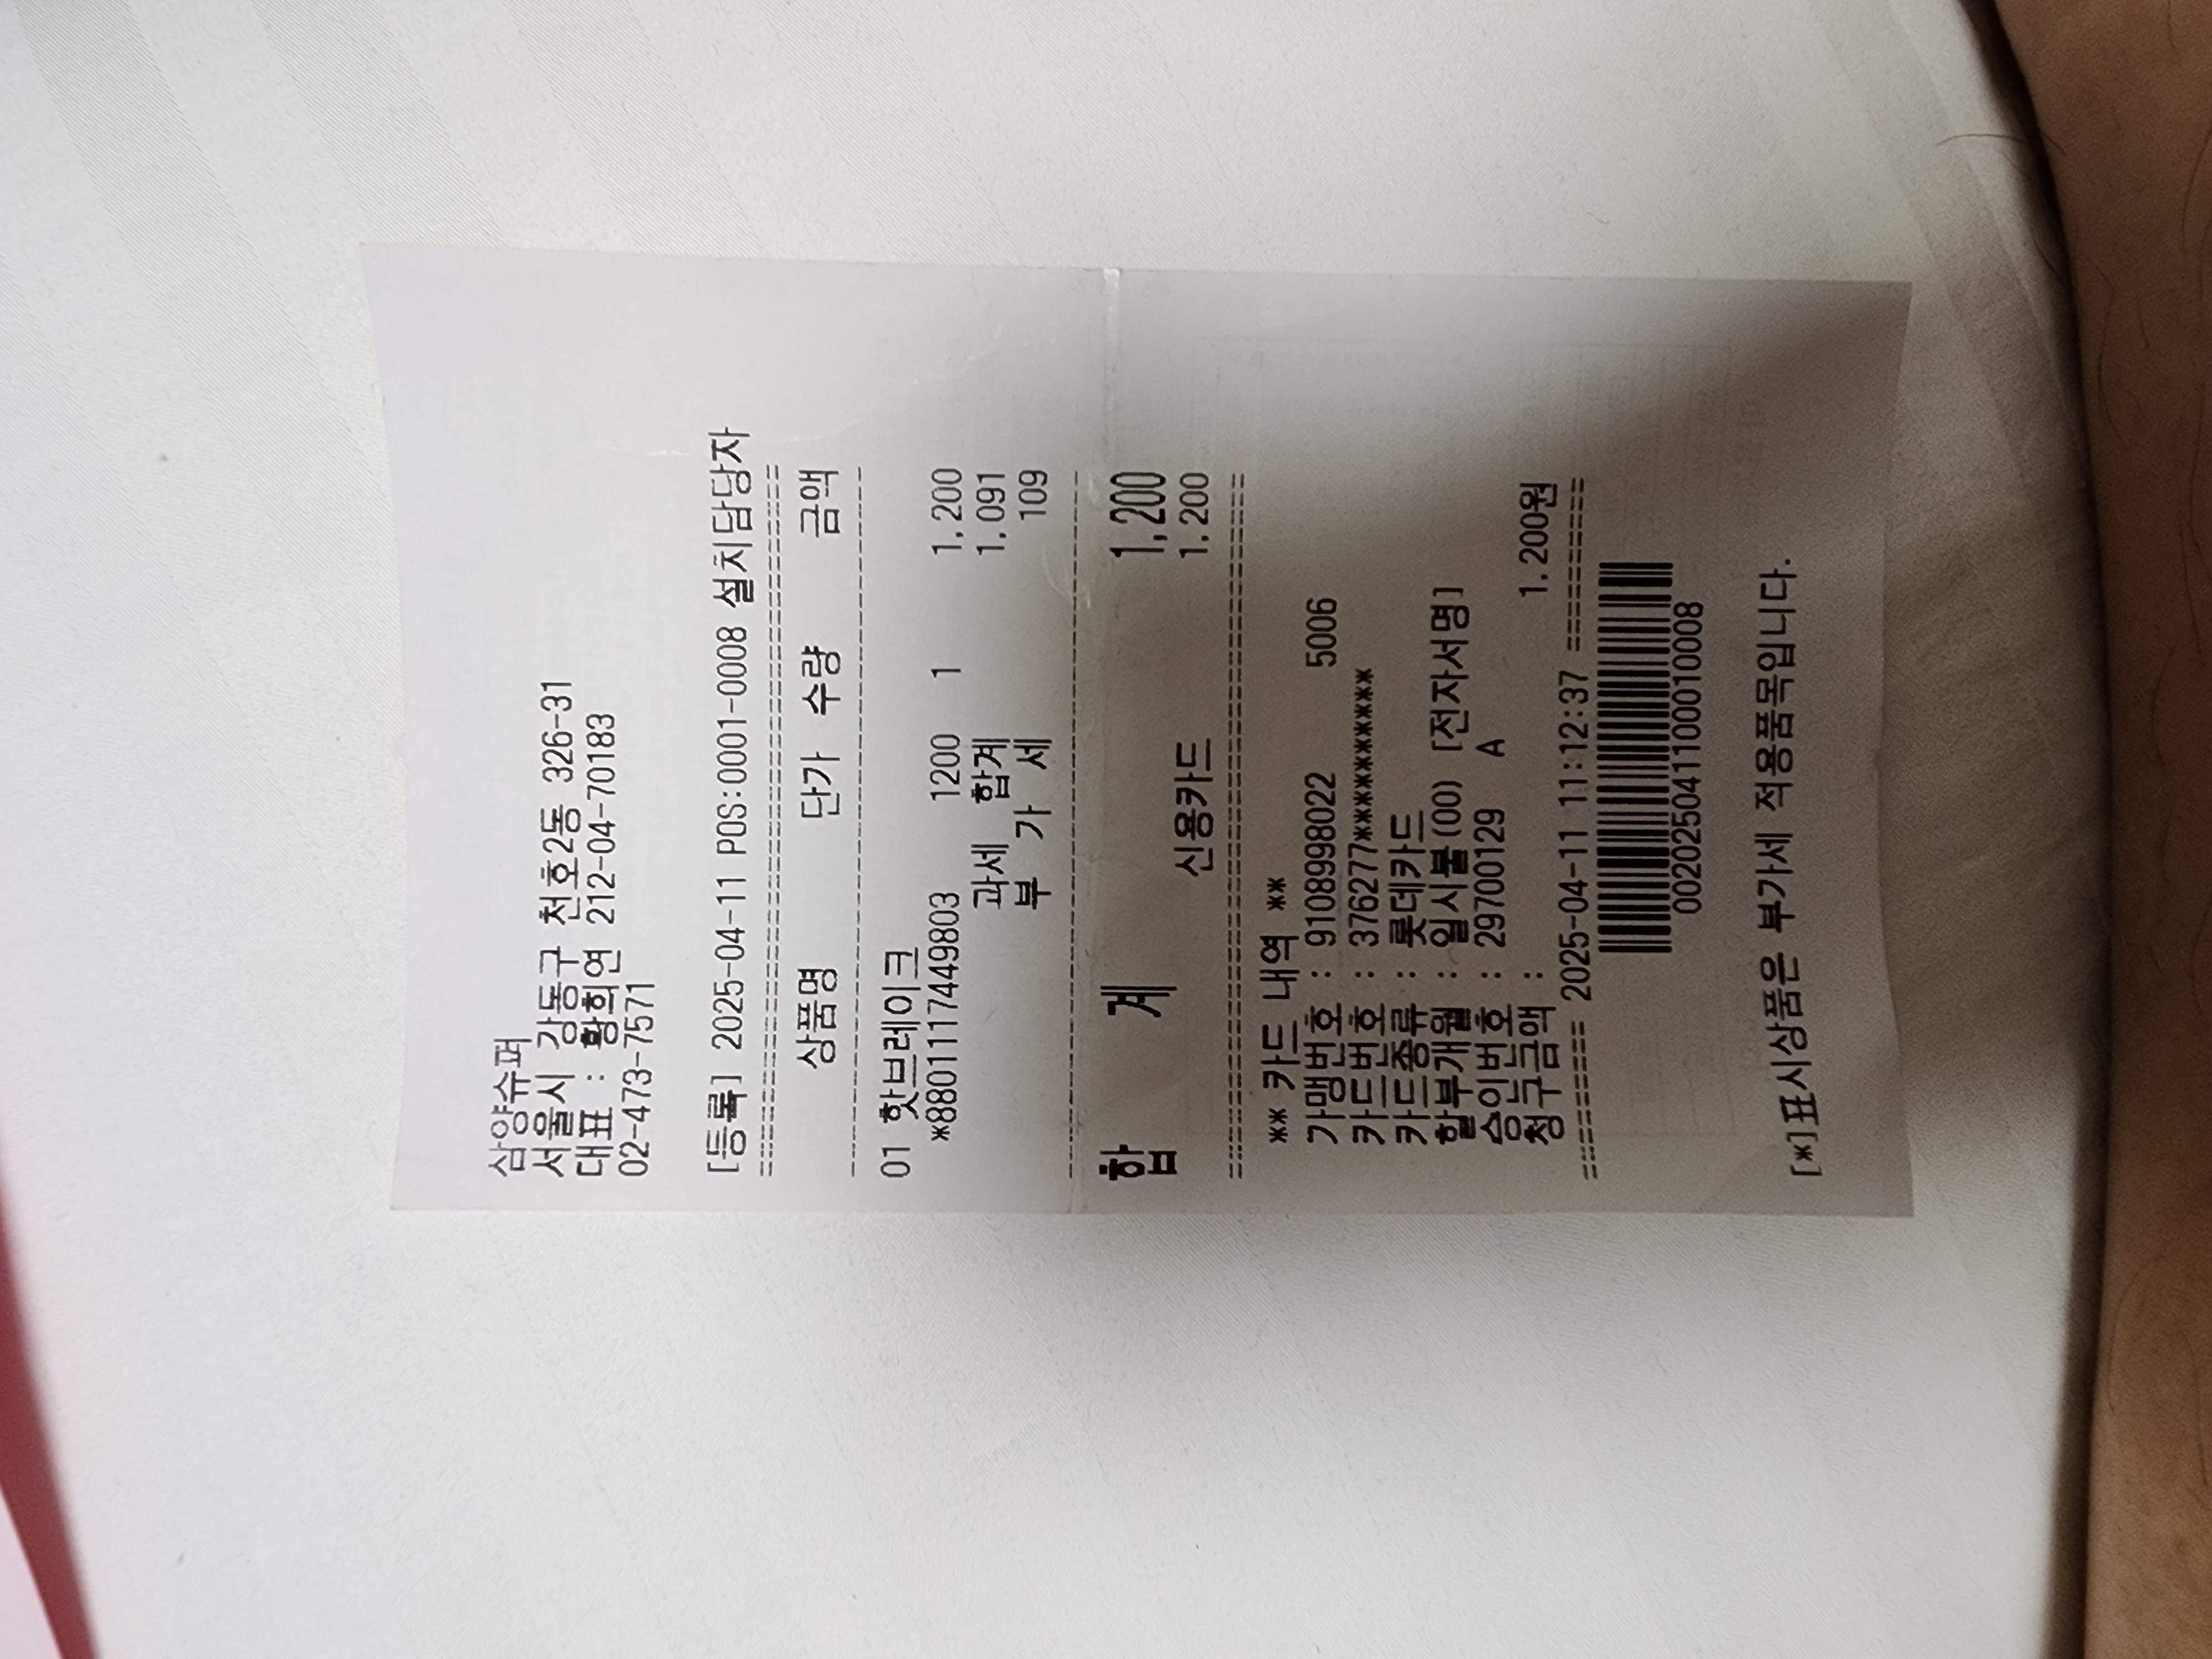 삼양슈퍼
서울시 강동구 천호2동 326-31
대표 : 황희연 212-04-70183
02-473-7571
[등록] 2025-04-11 POS:0001-0008 설치담당자
==========================================
상품명 단가 수량 금액
------------------------------------------
01 핫브레이크
*8801117449803 1200 1 1,200
과세 합계 1,091
부 가 세 109
------------------------------------------
합 계 1,200
신용카드 1,200
==========================================
** 카드 내역 **
가맹번호 : 9108998022 5006
카드번호 : 376277**********
카드종류 : 롯데카드
할부개월 : 일시불(00) [전자서명]
승인번호 : 29700129 A
청구금액 : 1,200원
========= 2025-04-11 11:12:37 =========
00202504110001​0008
[*]표시상품은 부가세 적용품목입니다.